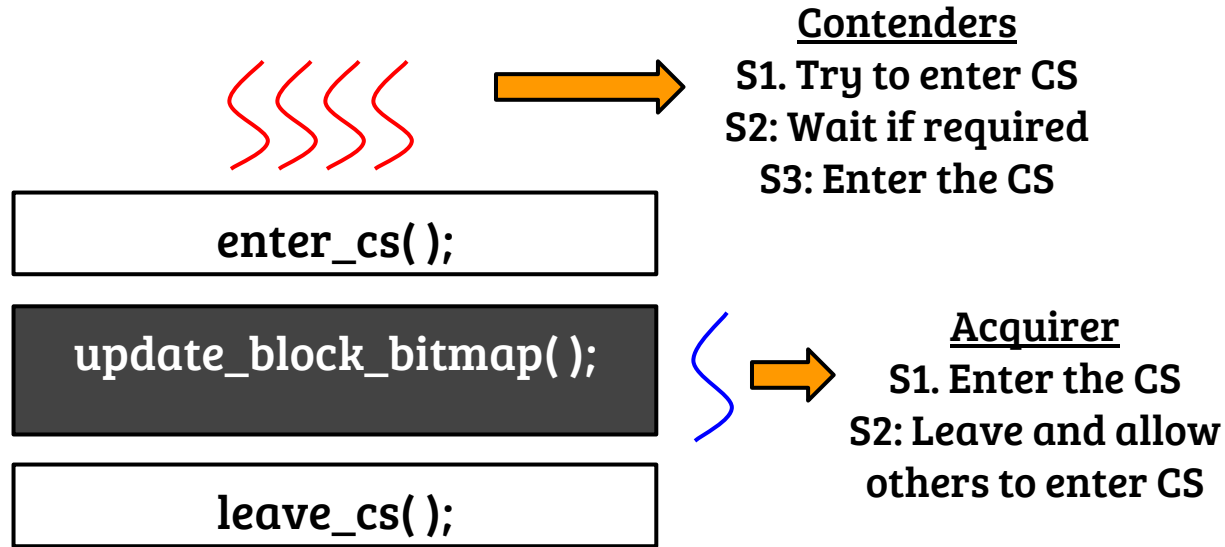 Contenders
S1. Try to enter CS
S2: Wait if required
S3: Enter the CS
enter_cs( );
update_block_bitmap( );
Acquirer
S1. Enter the CS
S2: Leave and allow
others to enter CS
leave_cs( );